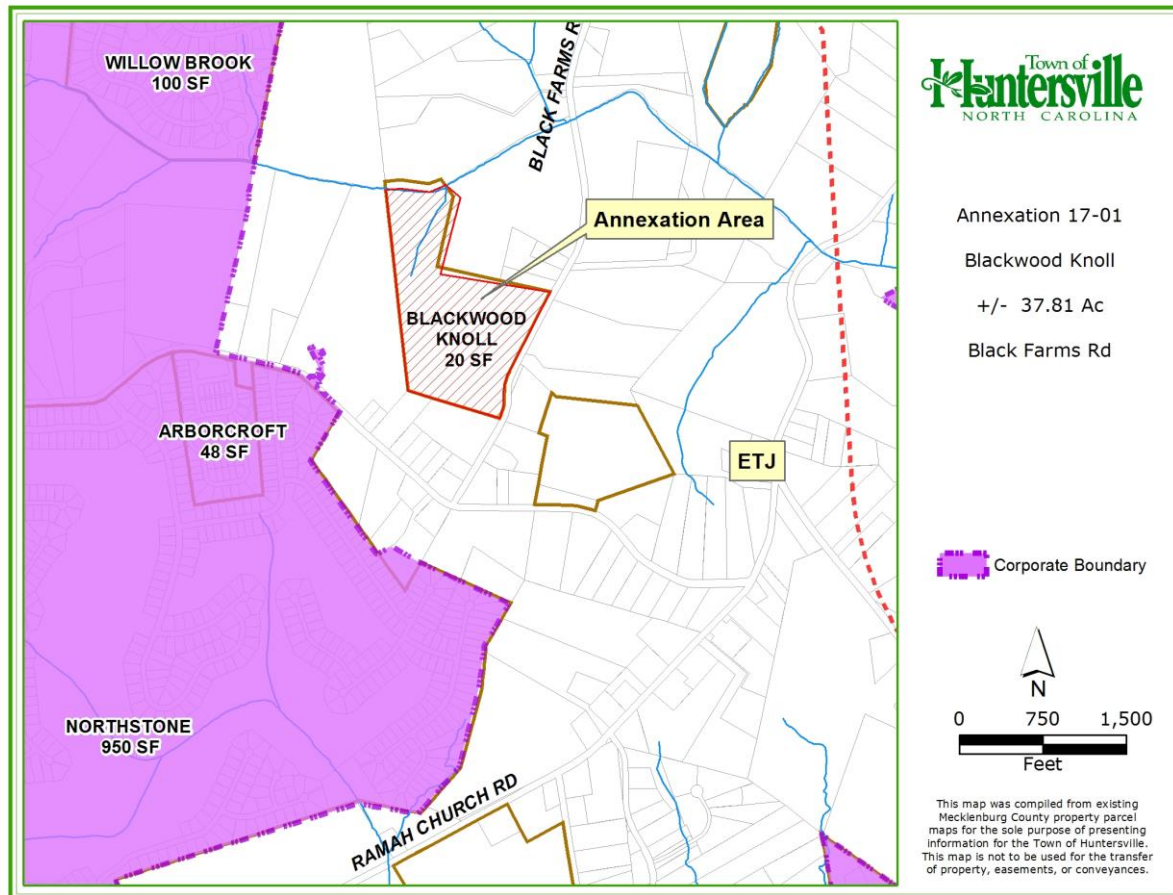 WILLOW BROOK
100 SF
BLACK FARMS R
Annexation Area
BLACKWOOD
KNOLL
20 SF
ARBORCROFT
48 SF
ETJ
NORTHSTONE
950 SF
RAMAH CHURCH RD
Town of
Huntersville
NORTH CAROLINA
Annexation 17-01
Blackwood Knoll
+/- 37.81 Ac
Black Farms Rd
Corporate Boundary
N
0 750 1,500
Feet
This map was compiled from existing
Mecklenburg County property parcel
maps for the sole purpose of presenting
information for the Town of Huntersville.
This map is not to be used for the transfer
of property, easements, or conveyances.